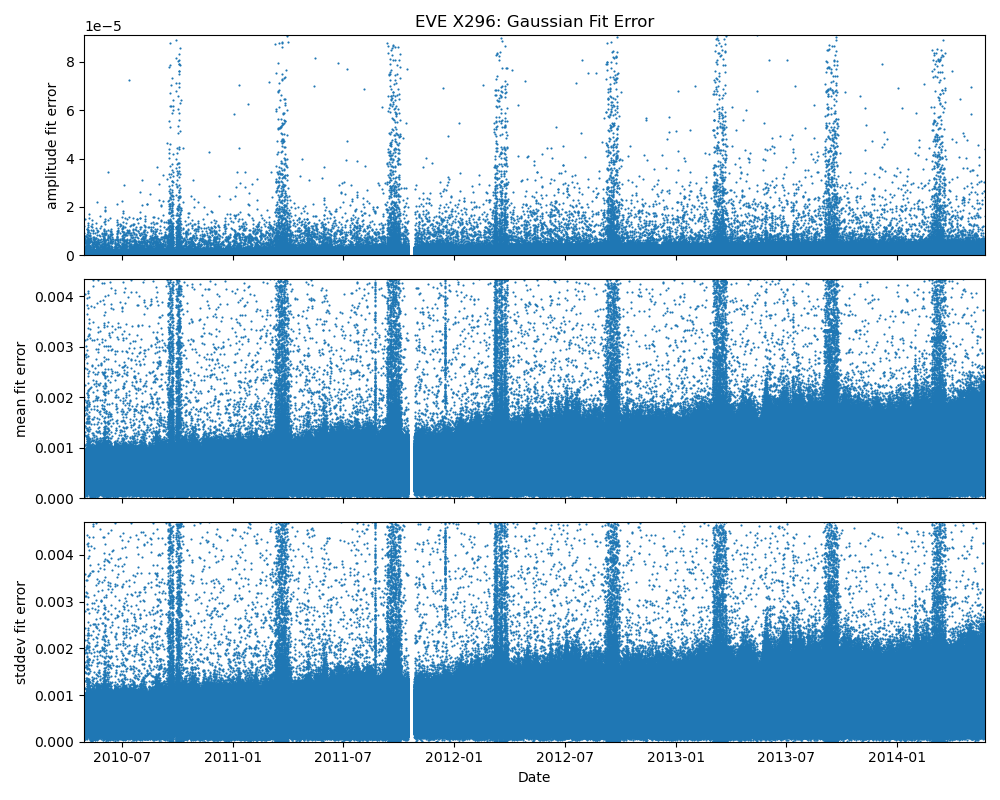 EVE X296: Gaussian Fit Error
1e−5
8
6
4
2
0
amplitude fit error
0.004
0.003
0.002
0.001
0.000
mean fit error
0.004
0.003
0.002
0.001
0.000
stddev fit error
2010-07 2011-01 2011-07 2012-01 2012-07 2013-01 2013-07 2014-01
Date